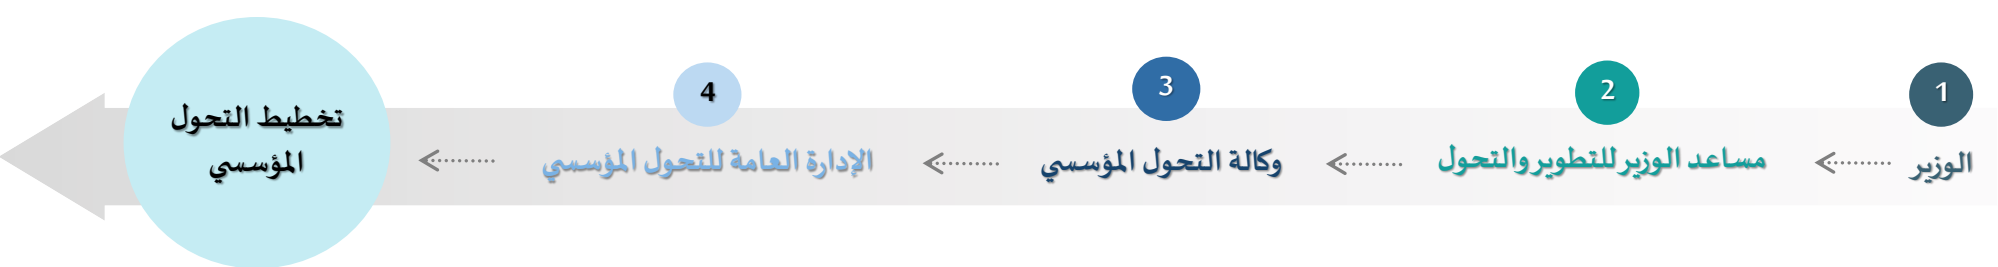 1
الوزير
2
مساعد الوزير للتطوير والتحول
3
وكالة التحول المؤسسي
4
الإدارة العامة للتحول المؤسسي
تخطيط التحول
المؤسسي